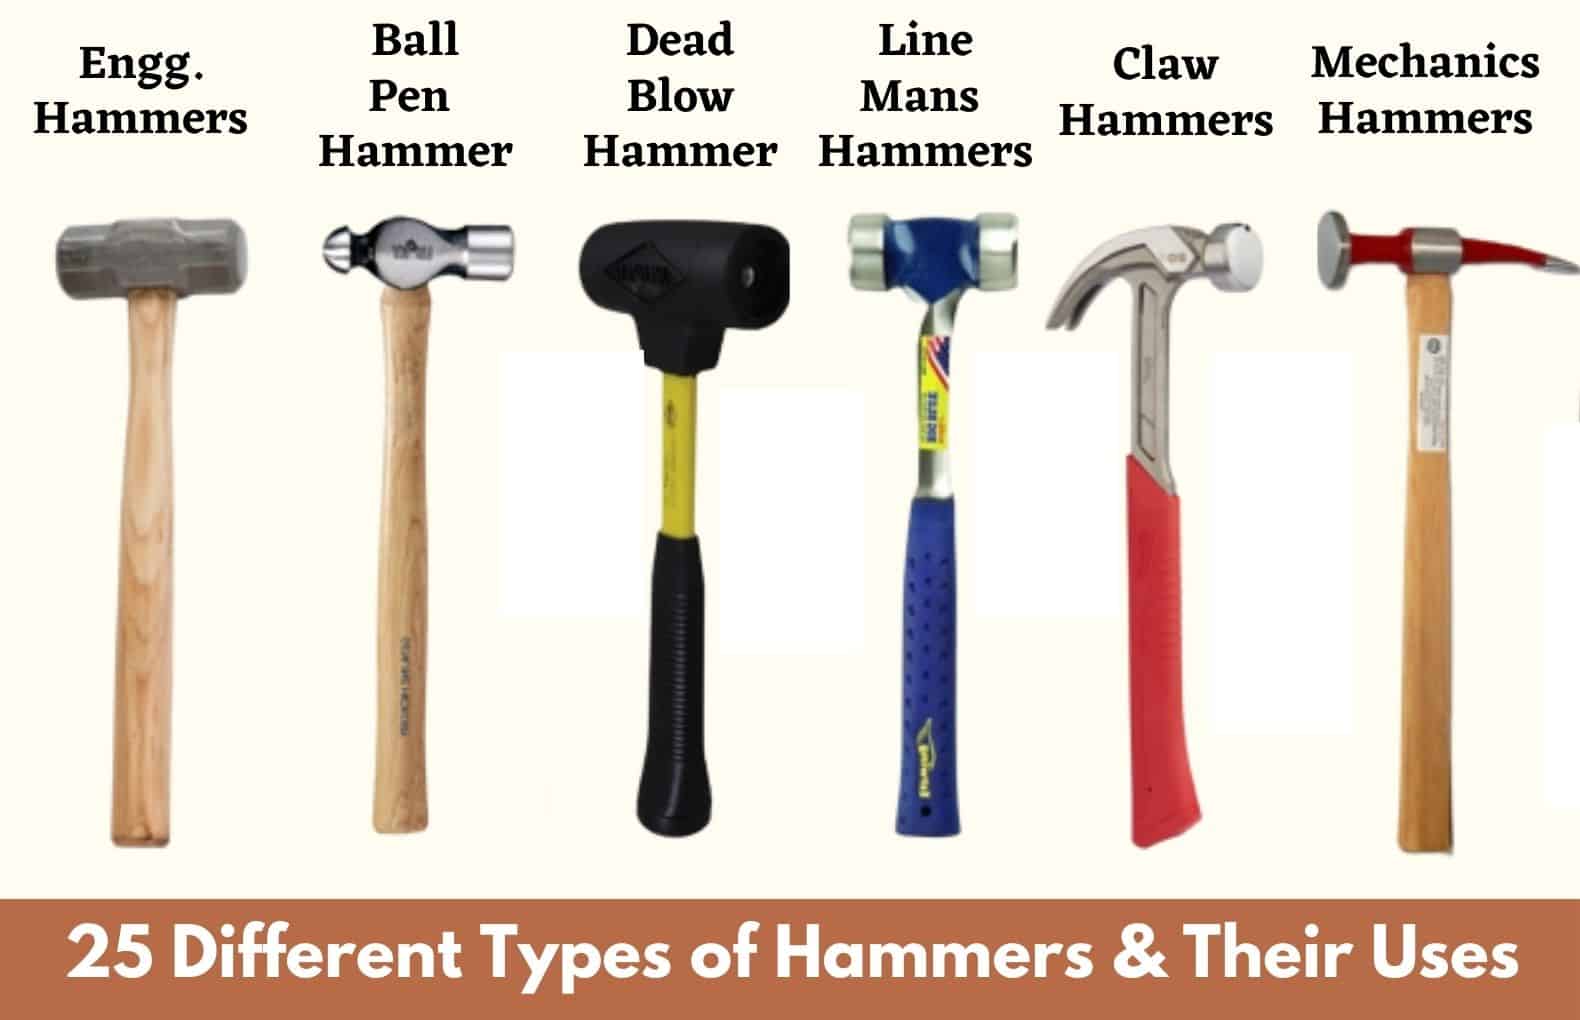 Engg.
Hammers
Ball
Pen
Hammer
Dead
Blow
Hammer
Line
Mans
Hammers
Claw
Hammers
Mechanics
Hammers
25 Different Types of Hammers & Their Uses